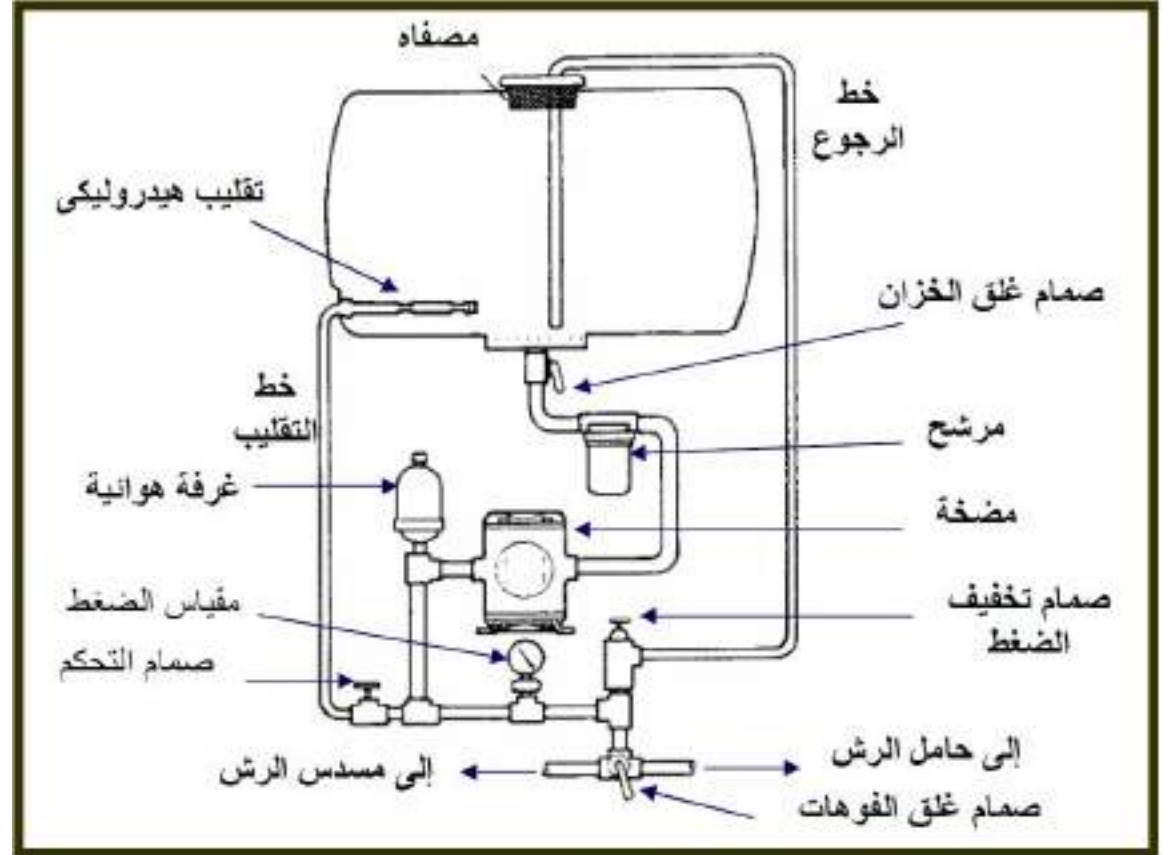 مصفاه
خط
الرجوع
تقليب هيدروليكى
صمام غلق الخزان
خط
التقليب
مرشح
غرفة هوائية
مضخة
مقياس الضغط
صمام تخفيف
الضغط
صمام التحكم
إلى حامل الرش
إلى مسدس الرش
صمام غلق الفوهات